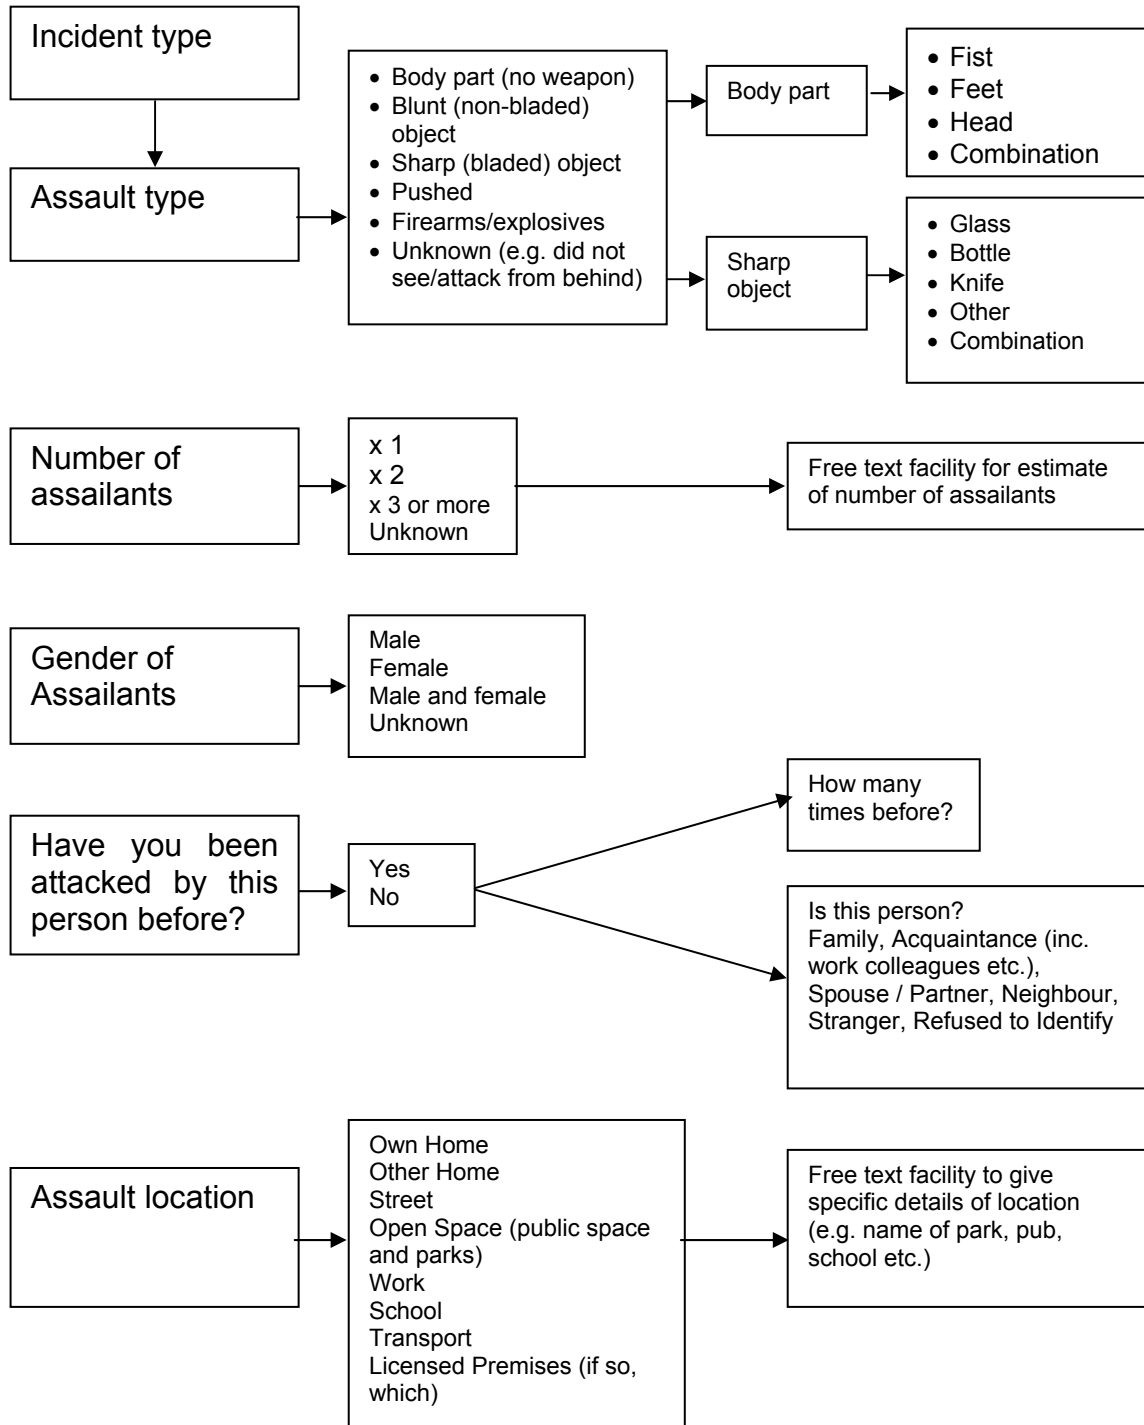 Incident type
Assault type
• Body part (no weapon)
• Blunt (non-bladed)
object
• Sharp (bladed) object
• Pushed
• Firearms/explosives
• Unknown (e.g. did not
see/attack from behind)
Body part
• Fist
• Feet
• Head
• Combination
Sharp
object
• Glass
• Bottle
• Knife
• Other
• Combination
Number of
assailants
x 1
x 2
x 3 or more
Unknown
Free text facility for estimate
of number of assailants
Gender of
Assailants
Male
Female
Male and female
Unknown
Have you been
attacked by this
person before?
Yes
No
How many
times before?
Is this person?
Family, Acquaintance (inc.
work colleagues etc.),
Spouse / Partner, Neighbour,
Stranger, Refused to Identify
Assault location
Own Home
Other Home
Street
Open Space (public space
and parks)
Work
School
Transport
Licensed Premises (if so,
which)
Free text facility to give
specific details of location
(e.g. name of park, pub,
school etc.)